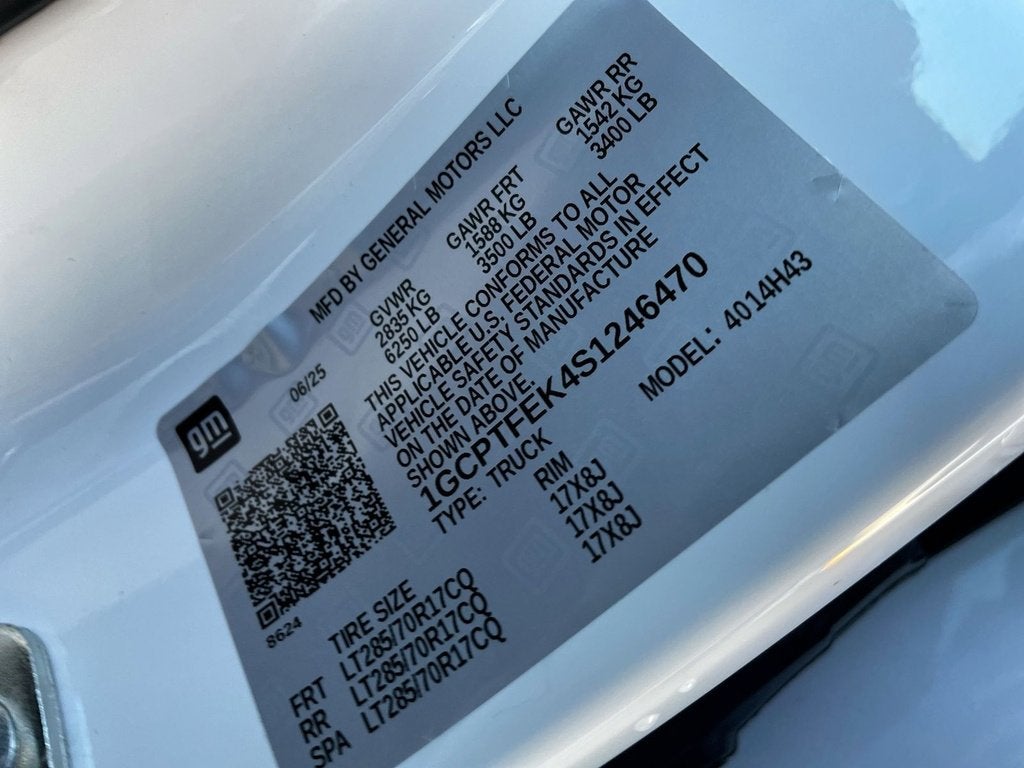 gm
06/25
MFD BY GENERAL MOTORS LLC
GVWR GAWR FRT GAWR RR
2835 KG 1588 KG 1542 KG
6250 LB 3500 LB 3400 LB
THIS VEHICLE CONFORMS TO ALL
APPLICABLE U.S. FEDERAL MOTOR
VEHICLE SAFETY STANDARDS IN EFFECT
ON THE DATE OF MANUFACTURE
SHOWN ABOVE.
1GCPTFEK4S1246470
TYPE: TRUCK MODEL: 4014H43
8624
TIRE SIZE RIM
FRT LT285/70R17CQ 17X8J
RR LT285/70R17CQ 17X8J
SPA LT285/70R17CQ 17X8J